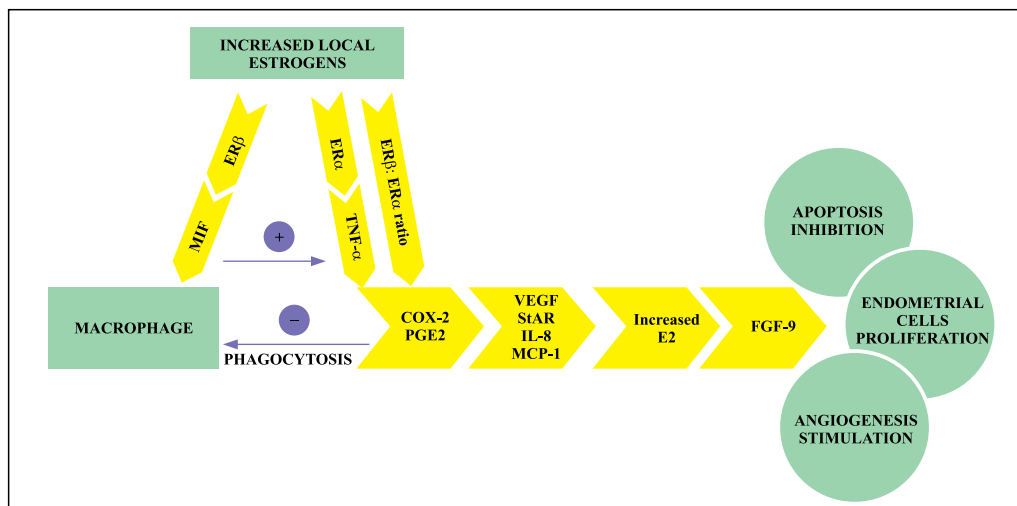 INCREASED LOCAL
ESTROGENS
ERβ
MIF
ERα
TNF-α
ERβ: ERα ratio
+
−
MACROPHAGE
PHAGOCYTOSIS
COX-2
PGE2
VEGF
StAR
IL-8
MCP-1
Increased
E2
FGF-9
APOPTOSIS
INHIBITION
ENDOMETRIAL
CELLS
PROLIFERATION
ANGIOGENESIS
STIMULATION